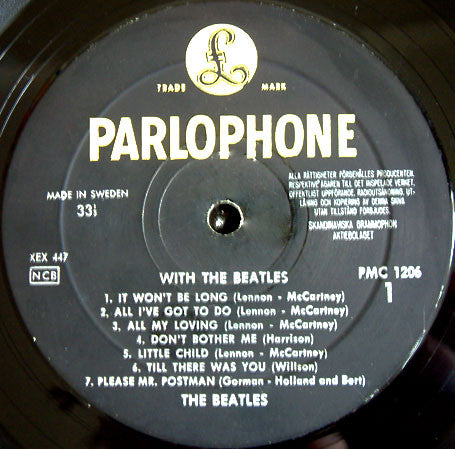 £
TRADE MARK
PARLOPHONE
MADE IN SWEDEN
33⅓
ALLA RÄTTIGHETER FÖRBEHÅLLES PRODUCENTEN,
RESPEKTIVE ÄGAREN TILL DET INSPELADE VERKET.
OFFENTLIGT UPPFÖRANDE, RADIOUTSÄNDNING, UT-
LÅNING OCH KOPIERING AV DENNA SKIVA
UTAN TILLSTÅND FÖRBJUDES.
SKANDINAVISKA GRAMMOPHON
AKTIEBOLAGET
XEX 447
NCB
PMC 1206
1
WITH THE BEATLES
1. IT WON'T BE LONG (Lennon - McCartney)
2. ALL I'VE GOT TO DO (Lennon - McCartney)
3. ALL MY LOVING (Lennon - McCartney)
4. DON'T BOTHER ME (Harrison)
5. LITTLE CHILD (Lennon - McCartney)
6. TILL THERE WAS YOU (Willson)
7. PLEASE MR. POSTMAN (Gorman - Holland and Bert)
THE BEATLES